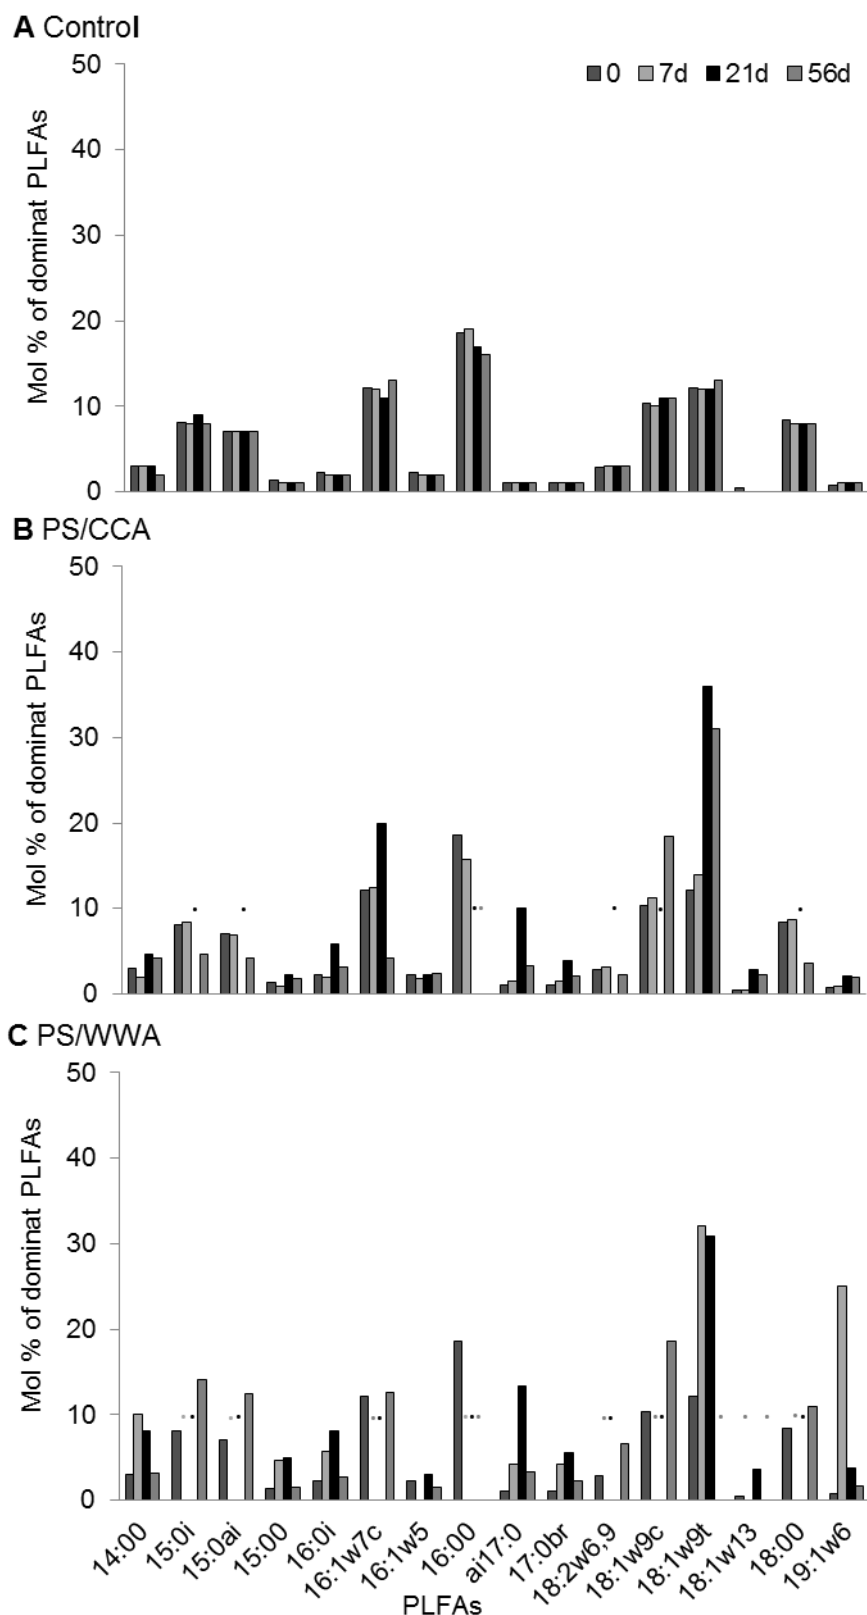 A Control
50
0 7d 21d 56d
40
30
20
10
0
Mol % of dominat PLFAs
B PS/CCA
50
40
30
20
10
0
Mol % of dominat PLFAs
C PS/WWA
50
40
30
20
10
0
Mol % of dominat PLFAs
14:00
15:0i
15:0ai
15:00
16:0i
16:1w7c
16:1w5
16:00
ai17:0
17:0br
18:2w6,9
18:1w9c
18:1w9t
18:1w13
18:00
19:1w6
PLFAs